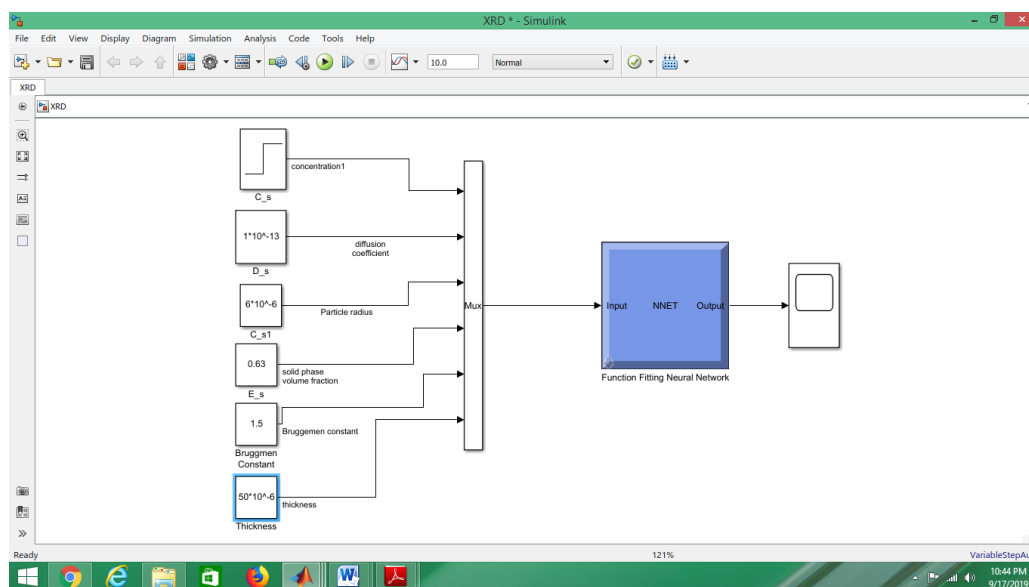 XRD * - Simulink
File Edit View Display Diagram Simulation Analysis Code Tools Help
10.0 Normal
XRD
XRD
concentration1
C_s
1*10^-13
diffusion
coefficient
D_s
6*10^-6
Particle radius
C_s1
0.63
solid phase
volume fraction
E_s
1.5
Bruggemen constant
Bruggmen
Constant
50*10^-6
thickness
Thickness
Mux
Input NNET Output
Function Fitting Neural Network
Ready 121% VariableStepAu
10:44 PM
9/17/2019